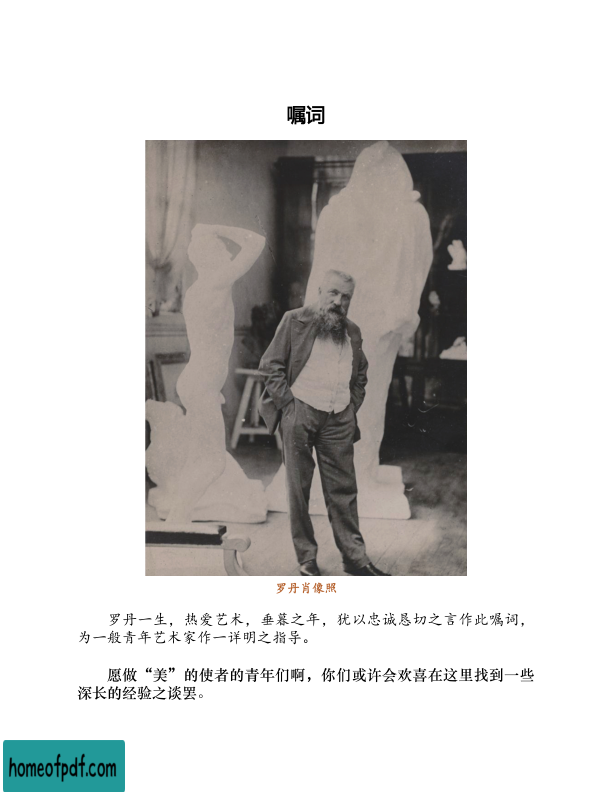 嘱词
罗丹肖像照
罗丹一生，热爱艺术，垂暮之年，犹以忠诚恳切之言作此嘱词，
为一般青年艺术家作一详明之指导。
愿做“美”的使者的青年们啊，你们或许会欢喜在这里找到一些
深长的经验之谈罢。
homeofpdf.com